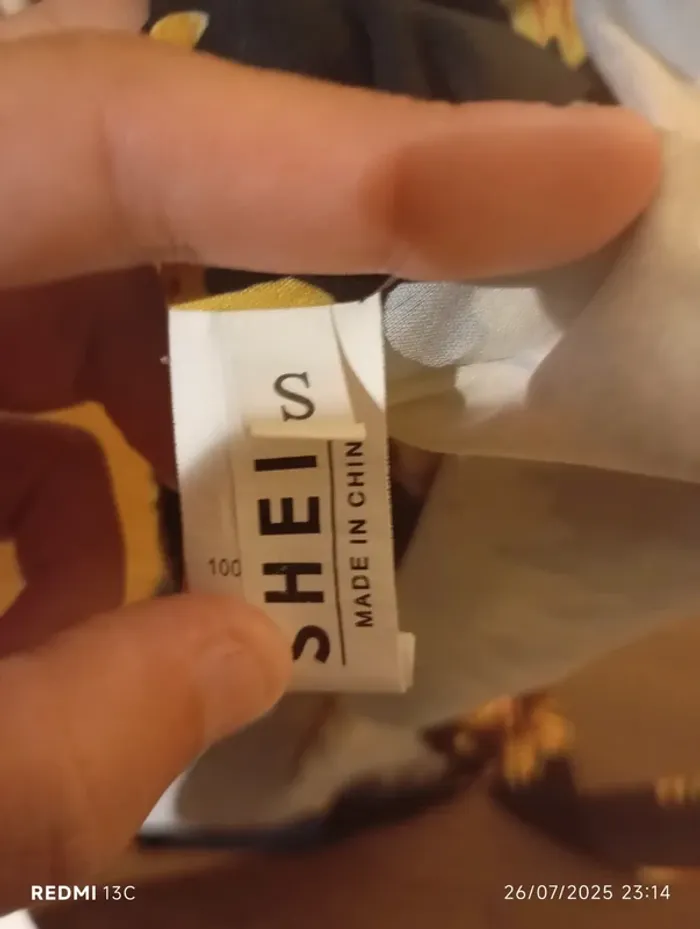 S
SHEI
MADE IN CHIN
100
REDMI 13C
26/07/2025 23:14